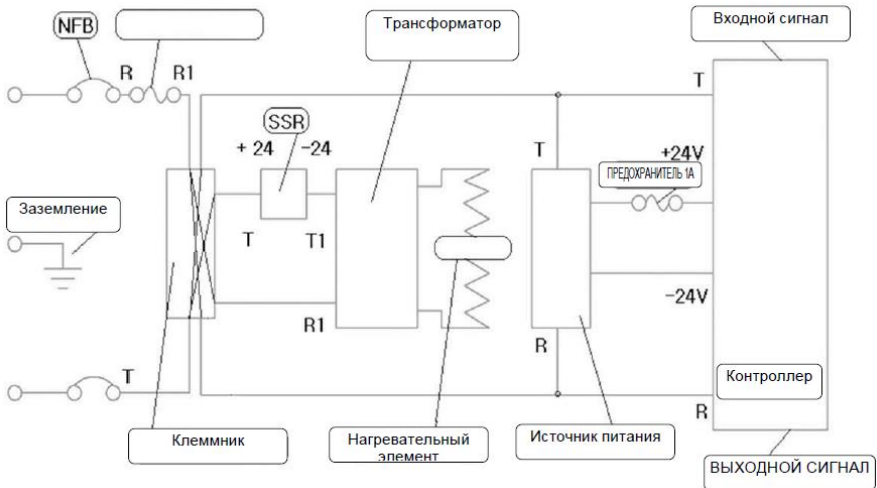 NFB
Трансформатор
Входной сигнал
R
R1
T
SSR
+ 24
-24
T
+24V
ПРЕДОХРАНИТЕЛЬ 1А
Заземление
T
T1
-24V
R1
R
T
Контроллер
R
Клеммник
Нагревательный
элемент
Источник питания
ВЫХОДНОЙ СИГНАЛ